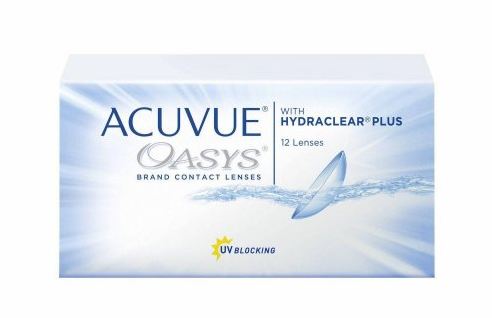 ACUVUE®
OASYS®
BRAND CONTACT LENSES
WITH
HYDRACLEAR® PLUS
12 Lenses
UV BLOCKING